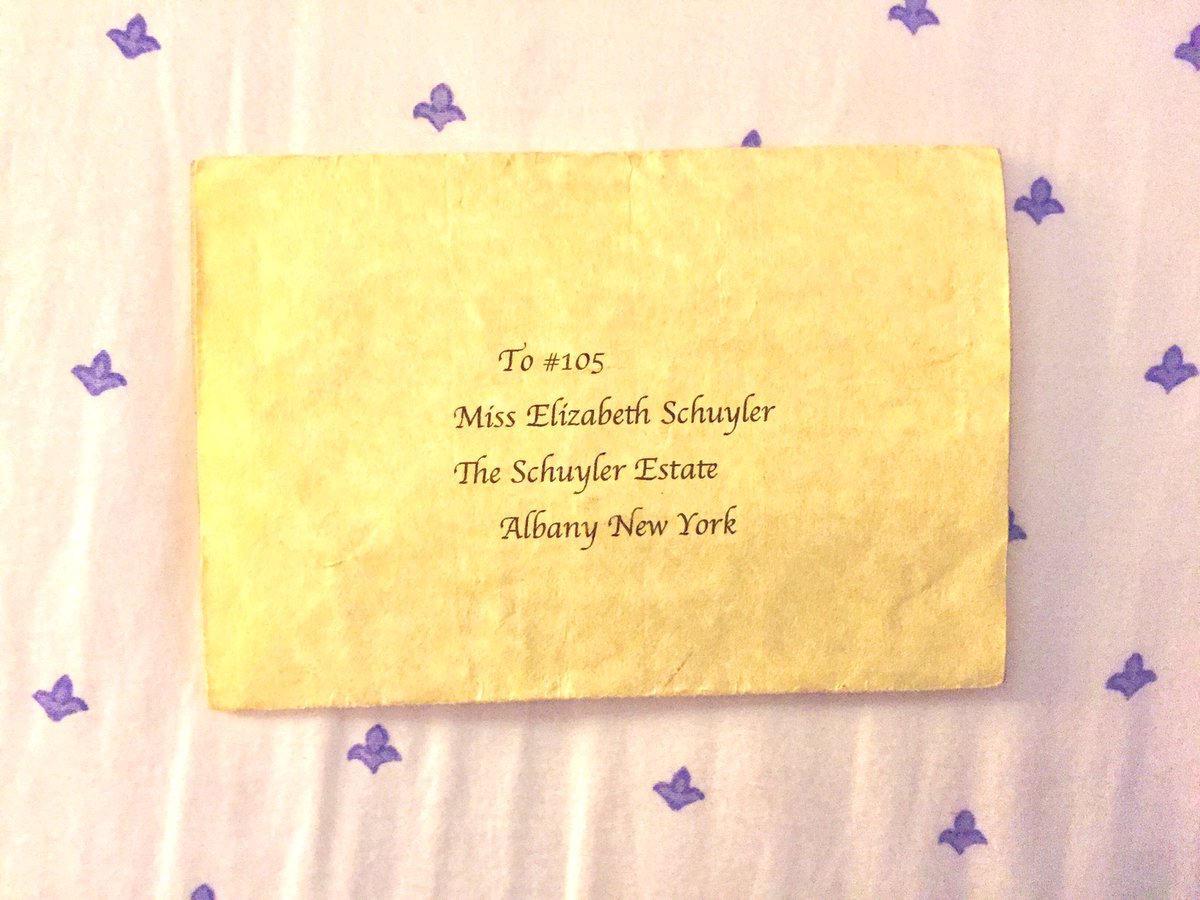 To #105
Miss Elizabeth Schuyler
The Schuyler Estate
Albany New York